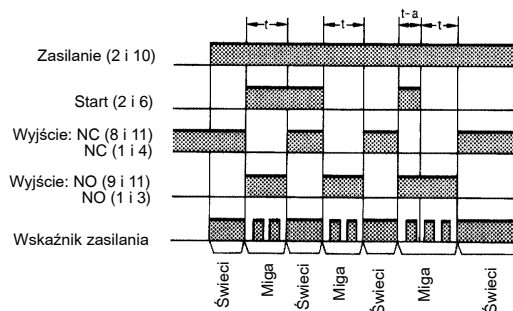 t t t-a t
Zasilanie (2 i 10)
Start (2 i 6)
Wyjście: NC (8 i 11)
NC (1 i 4)
Wyjście: NO (9 i 11)
NO (1 i 3)
Wskaźnik zasilania
Świeci Miga Świeci Miga Świeci Miga Świeci